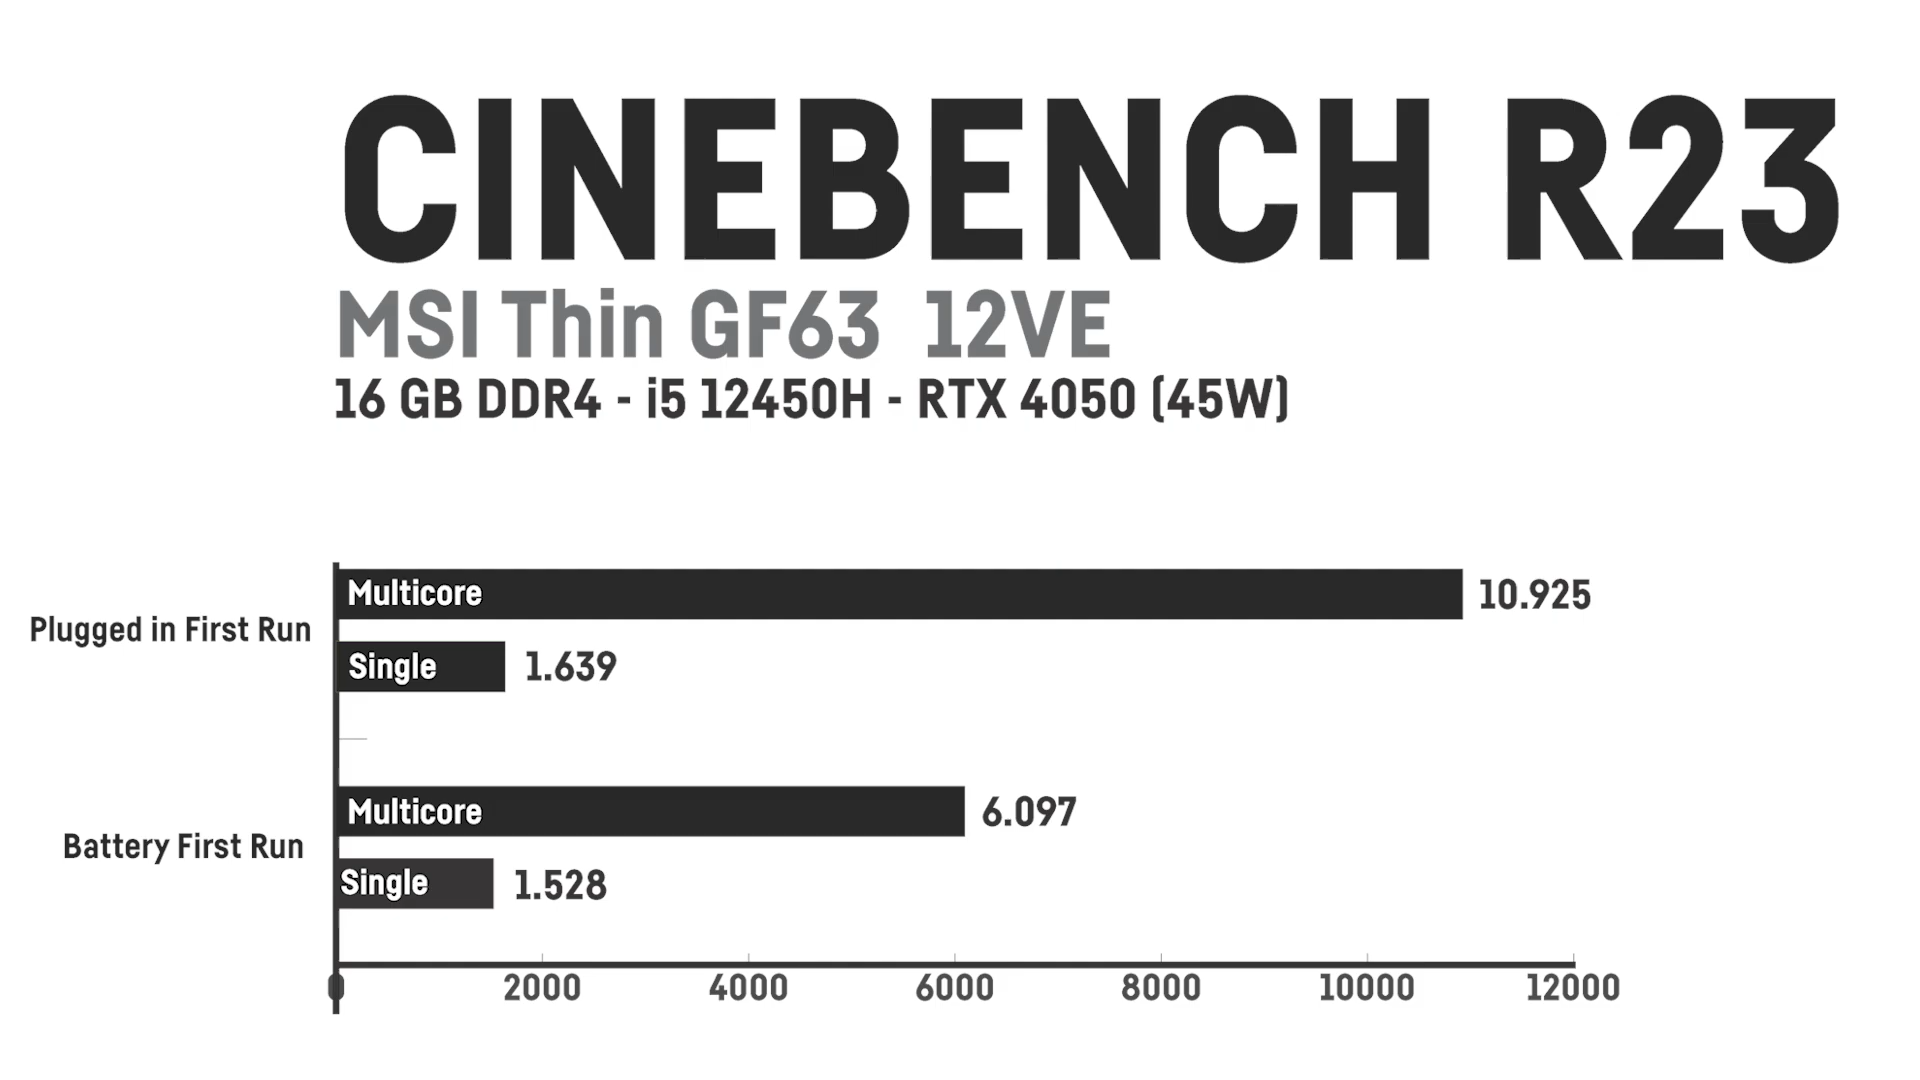 CINEBENCH R23
MSI Thin GF63 12VE
16 GB DDR4 - i5 12450H - RTX 4050 (45W)
Plugged in First Run
Multicore 10.925
Single 1.639
Battery First Run
Multicore 6.097
Single 1.528
0 2000 4000 6000 8000 10000 12000